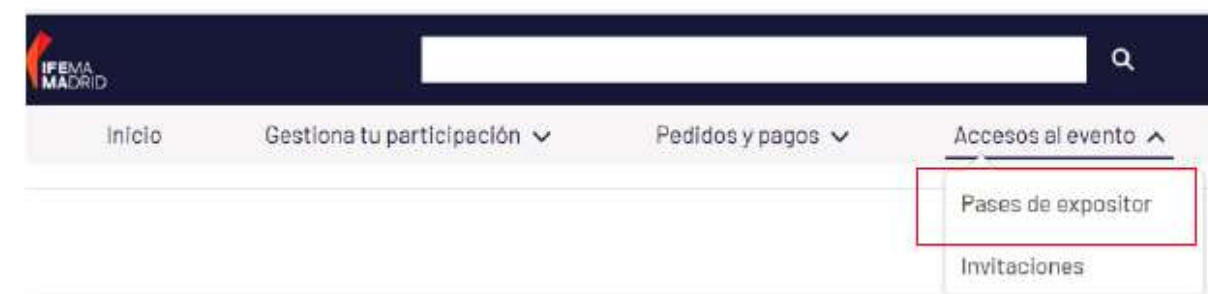 IFEMA
MADRID
Inicio
Gestiona tu participación
Pedidos y pagos
Accesos al evento
Pases de expositor
Invitaciones